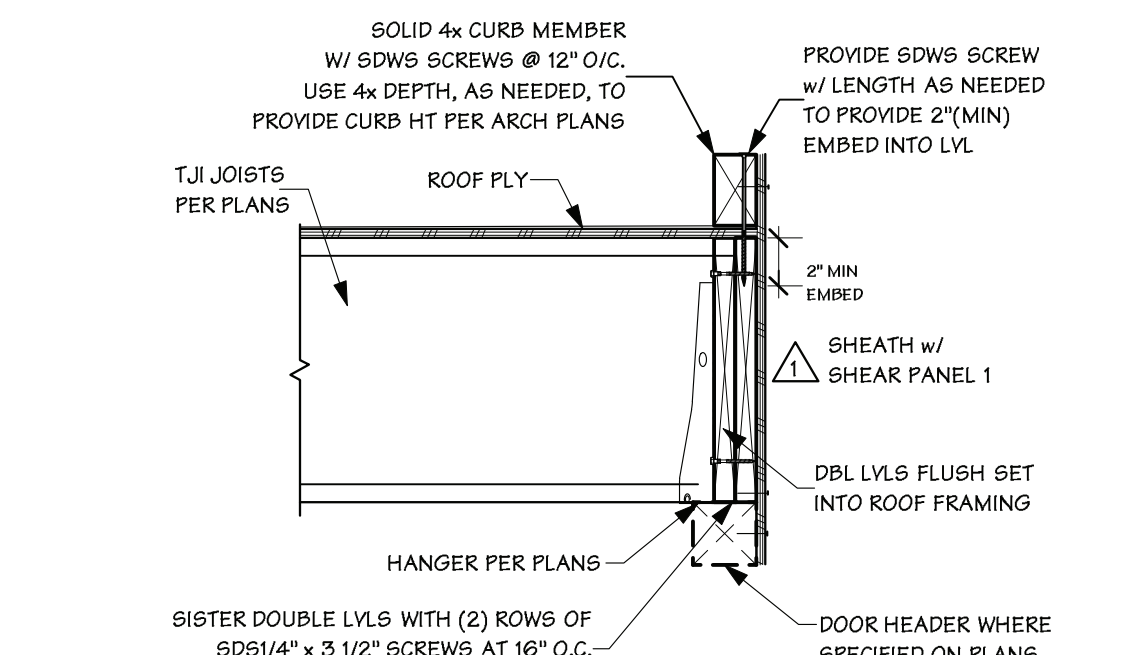 SOLID 4x CURB MEMBER
W/ SDWS SCREWS @ 12" O/C.
USE 4x DEPTH, AS NEEDED, TO
PROVIDE CURB HT PER ARCH PLANS
PROVIDE SDWS SCREW
w/ LENGTH AS NEEDED
TO PROVIDE 2"(MIN)
EMBED INTO LVL
TJI JOISTS
PER PLANS
ROOF PLY
2" MIN
EMBED
1
SHEATH w/
SHEAR PANEL 1
DBL LVLS FLUSH SET
INTO ROOF FRAMING
HANGER PER PLANS
SISTER DOUBLE LVLS WITH (2) ROWS OF
SDS1/4" x 3 1/2" SCREWS AT 16" O.C.
DOOR HEADER WHERE
SPECIFIED ON PLANS